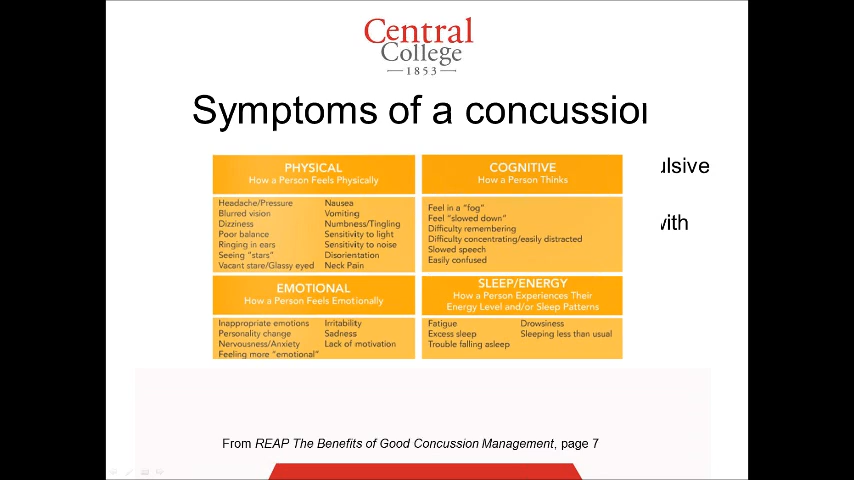 Central
College
1853
Symptoms of a concussion
ulsive
with
PHYSICAL
How a Person Feels Physically
Headache/Pressure
Blurred vision
Dizziness
Poor balance
Ringing in ears
Seeing "stars"
Vacant stare/Glassy eyed
Nausea
Vomiting
Numbness/Tingling
Sensitivity to light
Sensitivity to noise
Disorientation
Neck Pain
COGNITIVE
How a Person Thinks
Feel in a "fog"
Feel "slowed down"
Difficulty remembering
Difficulty concentrating/easily distracted
Slowed speech
Easily confused
EMOTIONAL
How a Person Feels Emotionally
Inappropriate emotions
Personality change
Nervousness/Anxiety
Feeling more "emotional"
Irritability
Sadness
Lack of motivation
SLEEP/ENERGY
How a Person Experiences Their
Energy Level and/or Sleep Patterns
Fatigue
Excess sleep
Trouble falling asleep
Drowsiness
Sleeping less than usual
From REAP The Benefits of Good Concussion Management, page 7